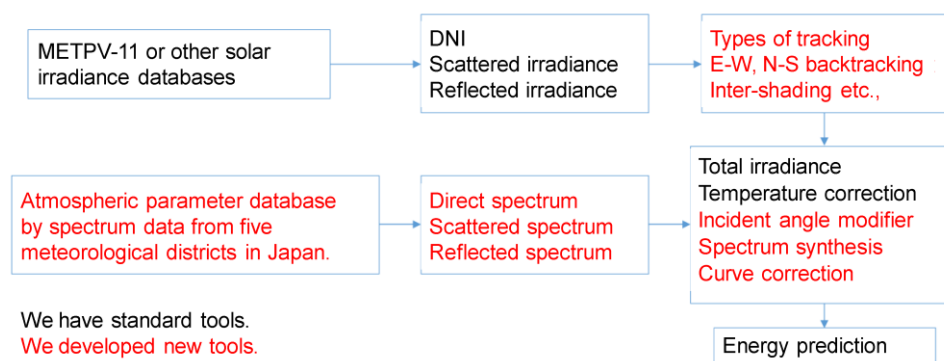 METPV-11 or other solar
irradiance databases
DNI
Scattered irradiance
Reflected irradiance
Types of tracking
E-W, N-S backtracking
Inter-shading etc.,
Atmospheric parameter database
by spectrum data from five
meteorological districts in Japan.
Direct spectrum
Scattered spectrum
Reflected spectrum
Total irradiance
Temperature correction
Incident angle modifier
Spectrum synthesis
Curve correction
We have standard tools.
We developed new tools.
Energy prediction